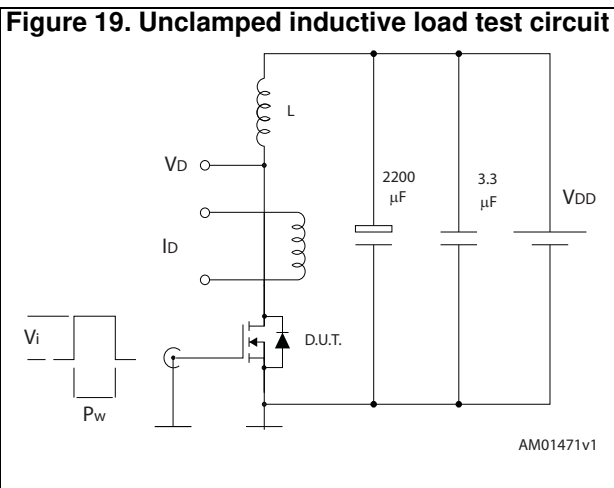 Figure 19. Unclamped inductive load test circuit
L
VD
2200
μF
3.3
μF
VDD
ID
Vi
D.U.T.
Pw
AM01471v1